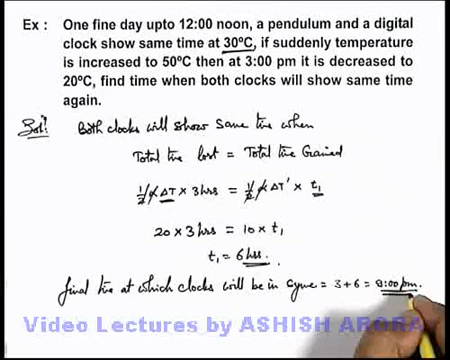 Ex : One fine day upto 12:00 noon, a pendulum and a digital
clock show same time at 30°C, if suddenly temperature
is increased to 50°C then at 3:00 pm it is decreased to
20°C, find time when both clocks will show same time
again.
Solⁿ: Both clocks will show same time when
Total time lost = Total time Gained
1/2 α ΔT × 3 hrs = 1/2 α ΔT' × t₁
20 × 3 hrs = 10 × t₁
t₁ = 6 hrs.
final time at which clocks will be in sync = 3 + 6 = 9:00 pm.
Video Lectures by ASHISH ARORA